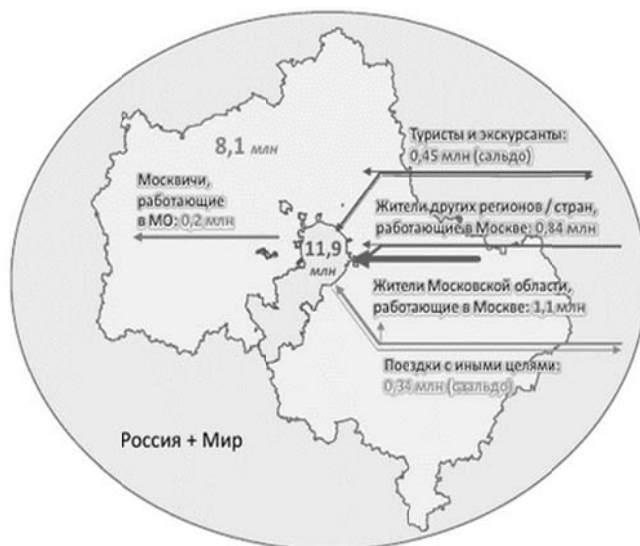 8,1 млн
Туристы и экскурсанты:
0,45 млн (сальдо)
Москвичи,
работающие
в МО: 0,2 млн
Жители других регионов / стран,
работающие в Москве: 0,84 млн
11,9
млн
Жители Московской области,
работающие в Москве: 1,1 млн
Поездки с иными целями:
0,34 млн (саальдо)
Россия + Мир